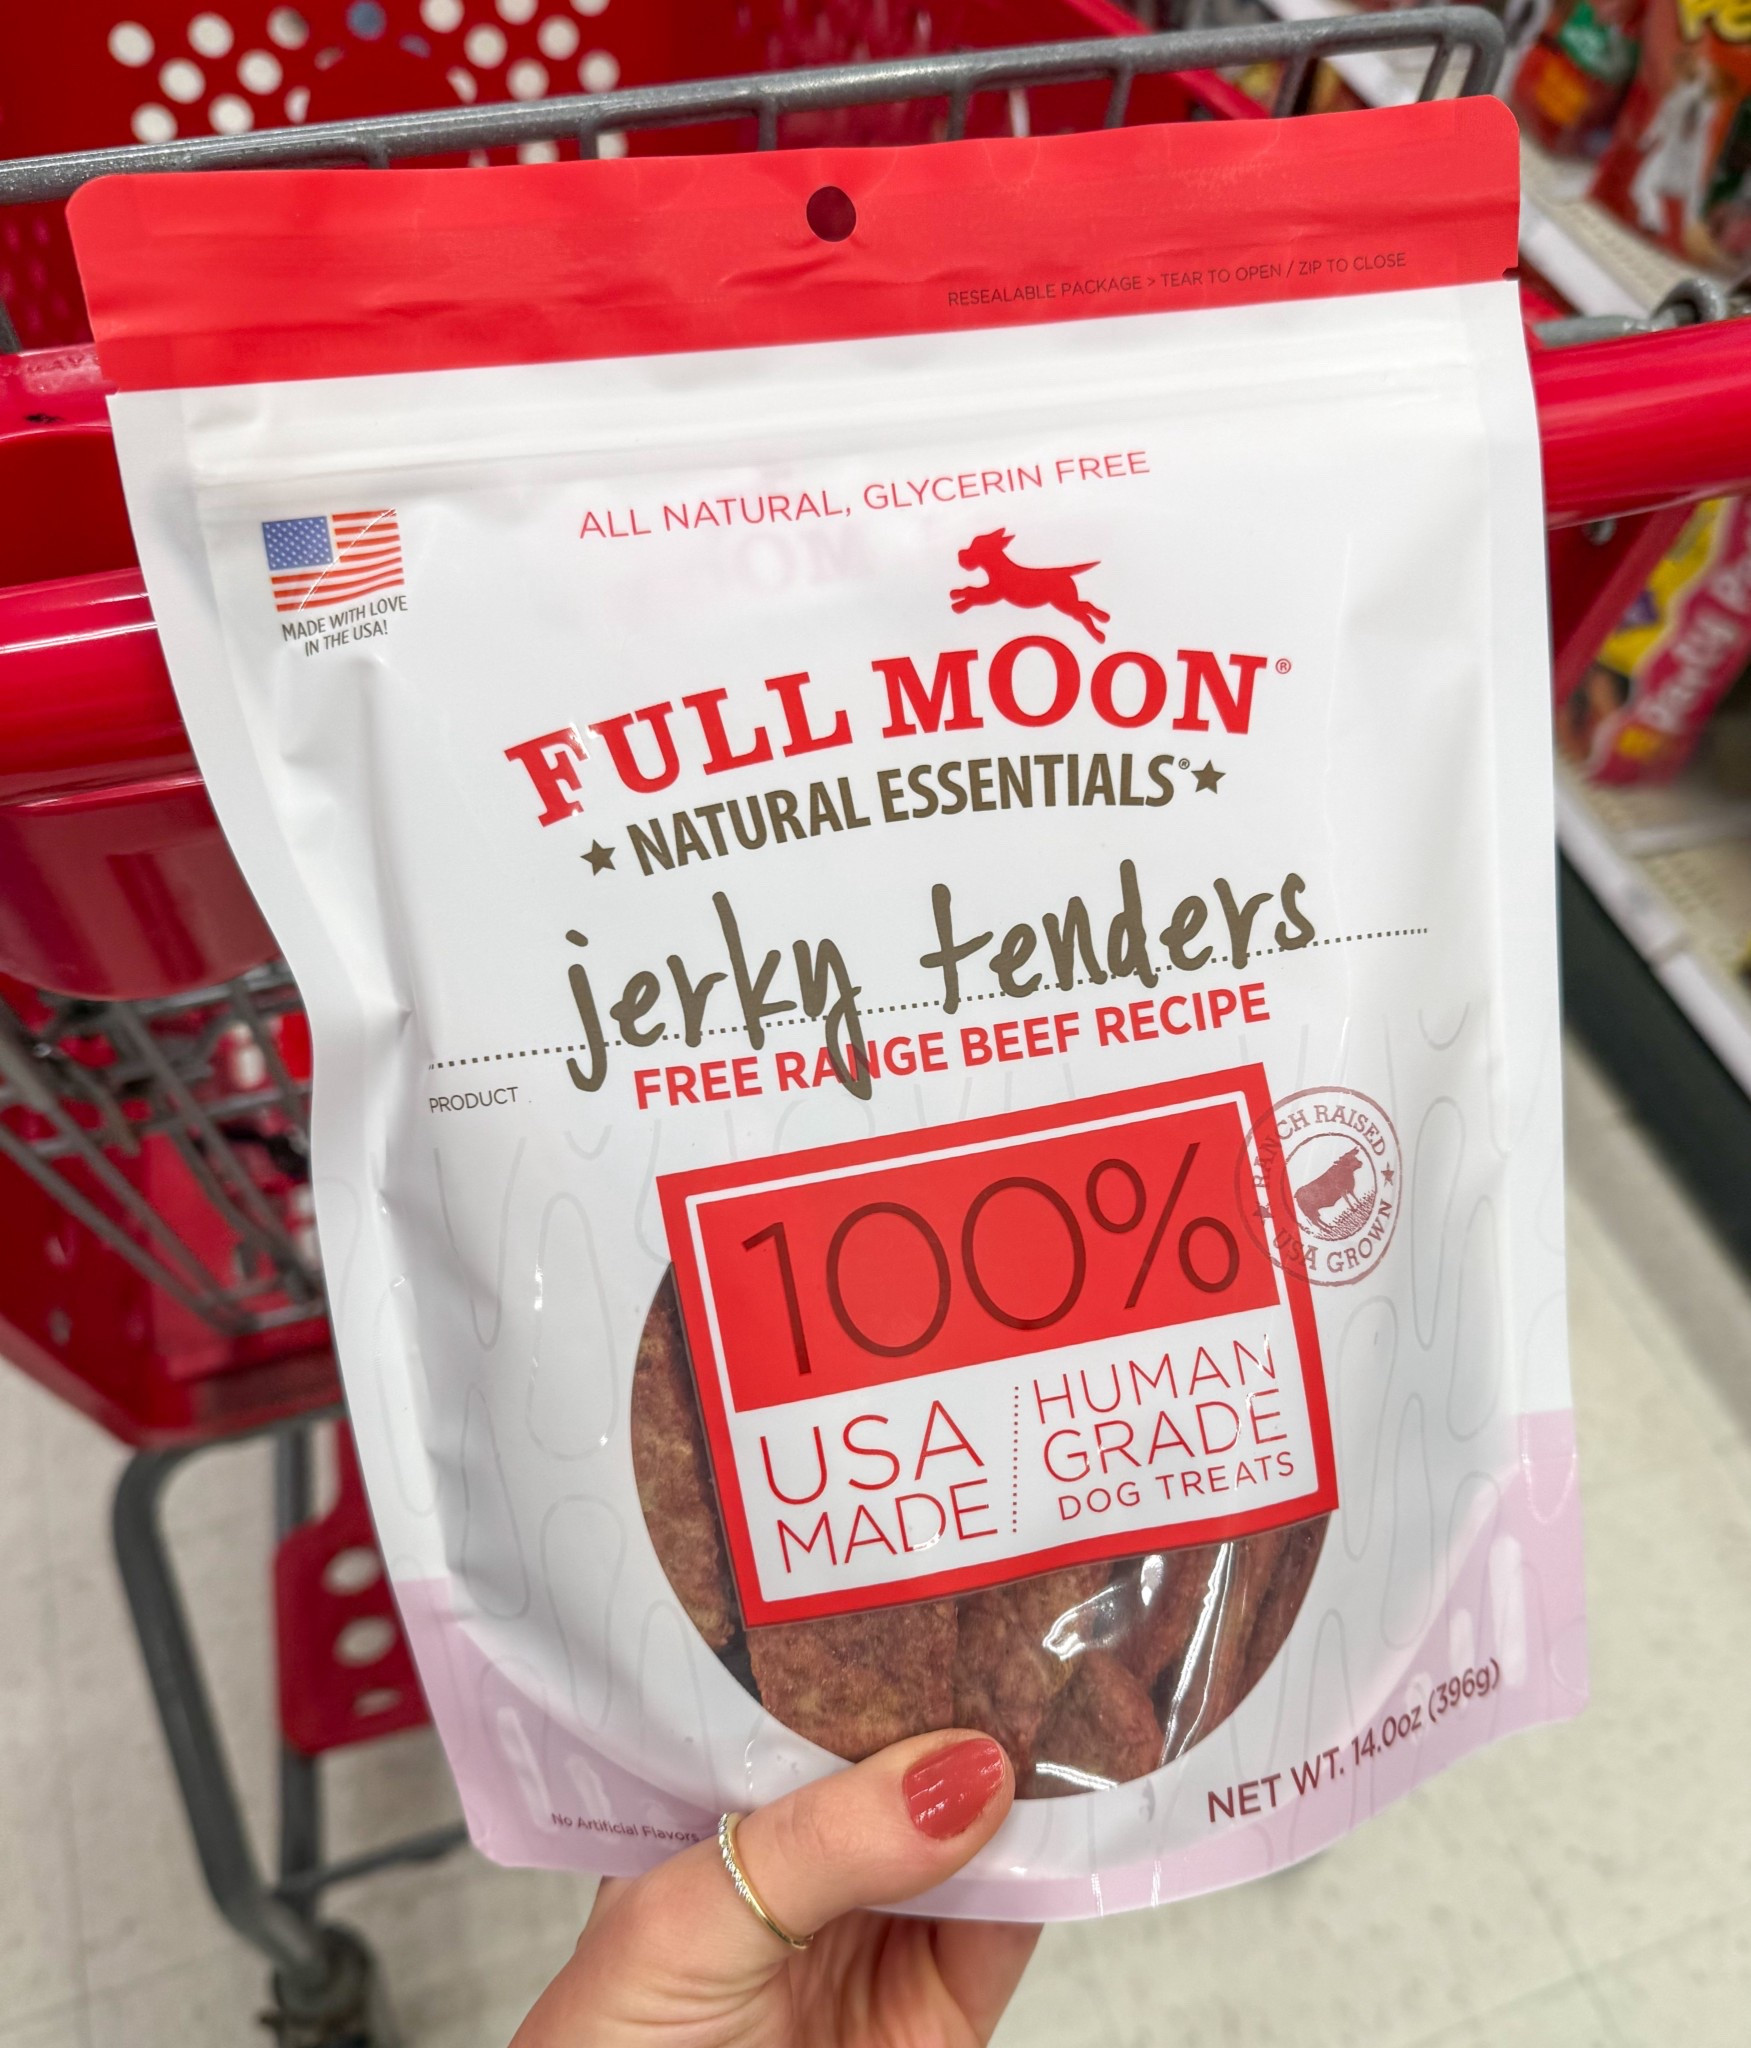 RESEALABLE PACKAGE > TEAR TO OPEN / ZIP TO CLOSE
ALL NATURAL, GLYCERIN FREE
MADE WITH LOVE
IN THE USA!
FULL MOON®
★ NATURAL ESSENTIALS® ★
jerky tenders
PRODUCT
FREE RANGE BEEF RECIPE
RANCH RAISED
★ USA GROWN ★
100%
USA
MADE
HUMAN
GRADE
DOG TREATS
NET WT. 14.0oz (396g)
No Artificial Flavors